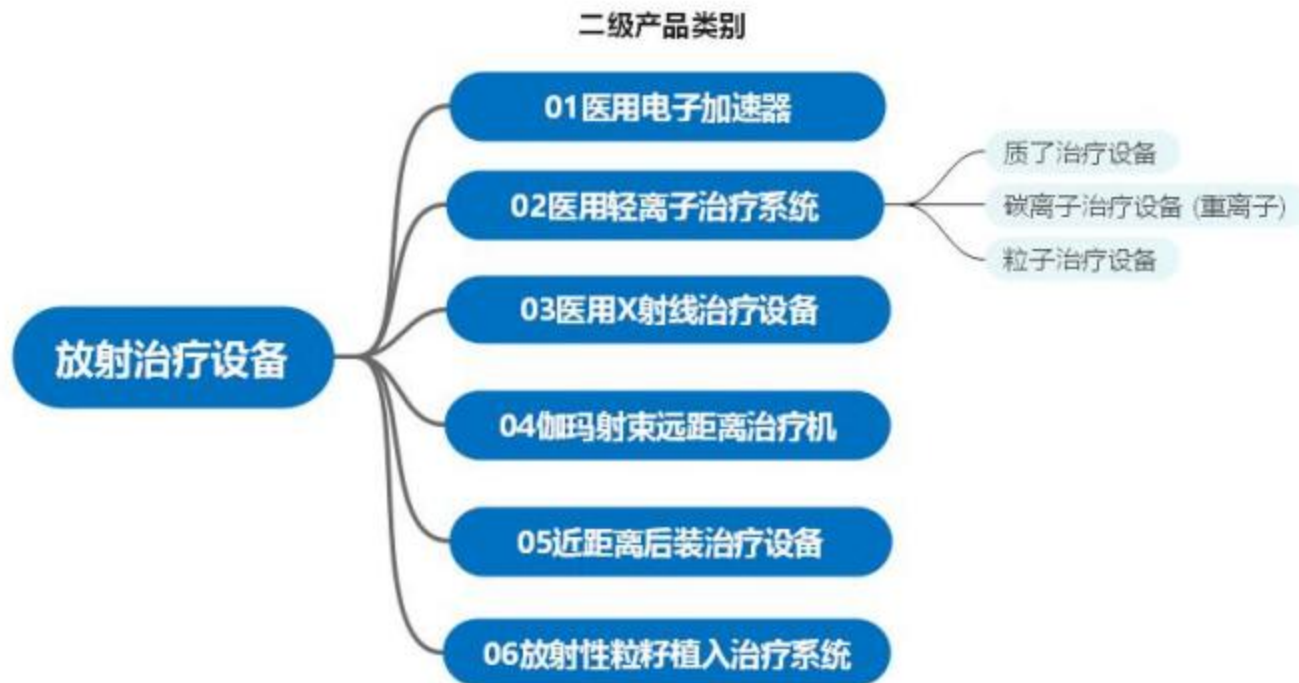 二级产品类别
01医用电子加速器
质了治疗设备
02医用轻离子治疗系统
碳离子治疗设备 (重离子)
粒子治疗设备
03医用X射线治疗设备
放射治疗设备
04伽玛射束远距离治疗机
05近距离后装治疗设备
06放射性粒籽植入治疗系统